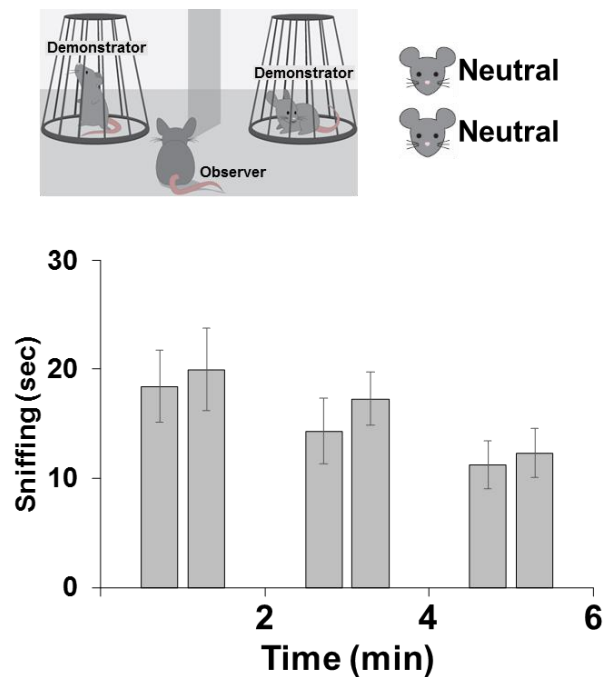 Demonstrator
Demonstrator
Observer
Neutral
Neutral
30
20
10
0
Sniffing (sec)
2 4 6
Time (min)